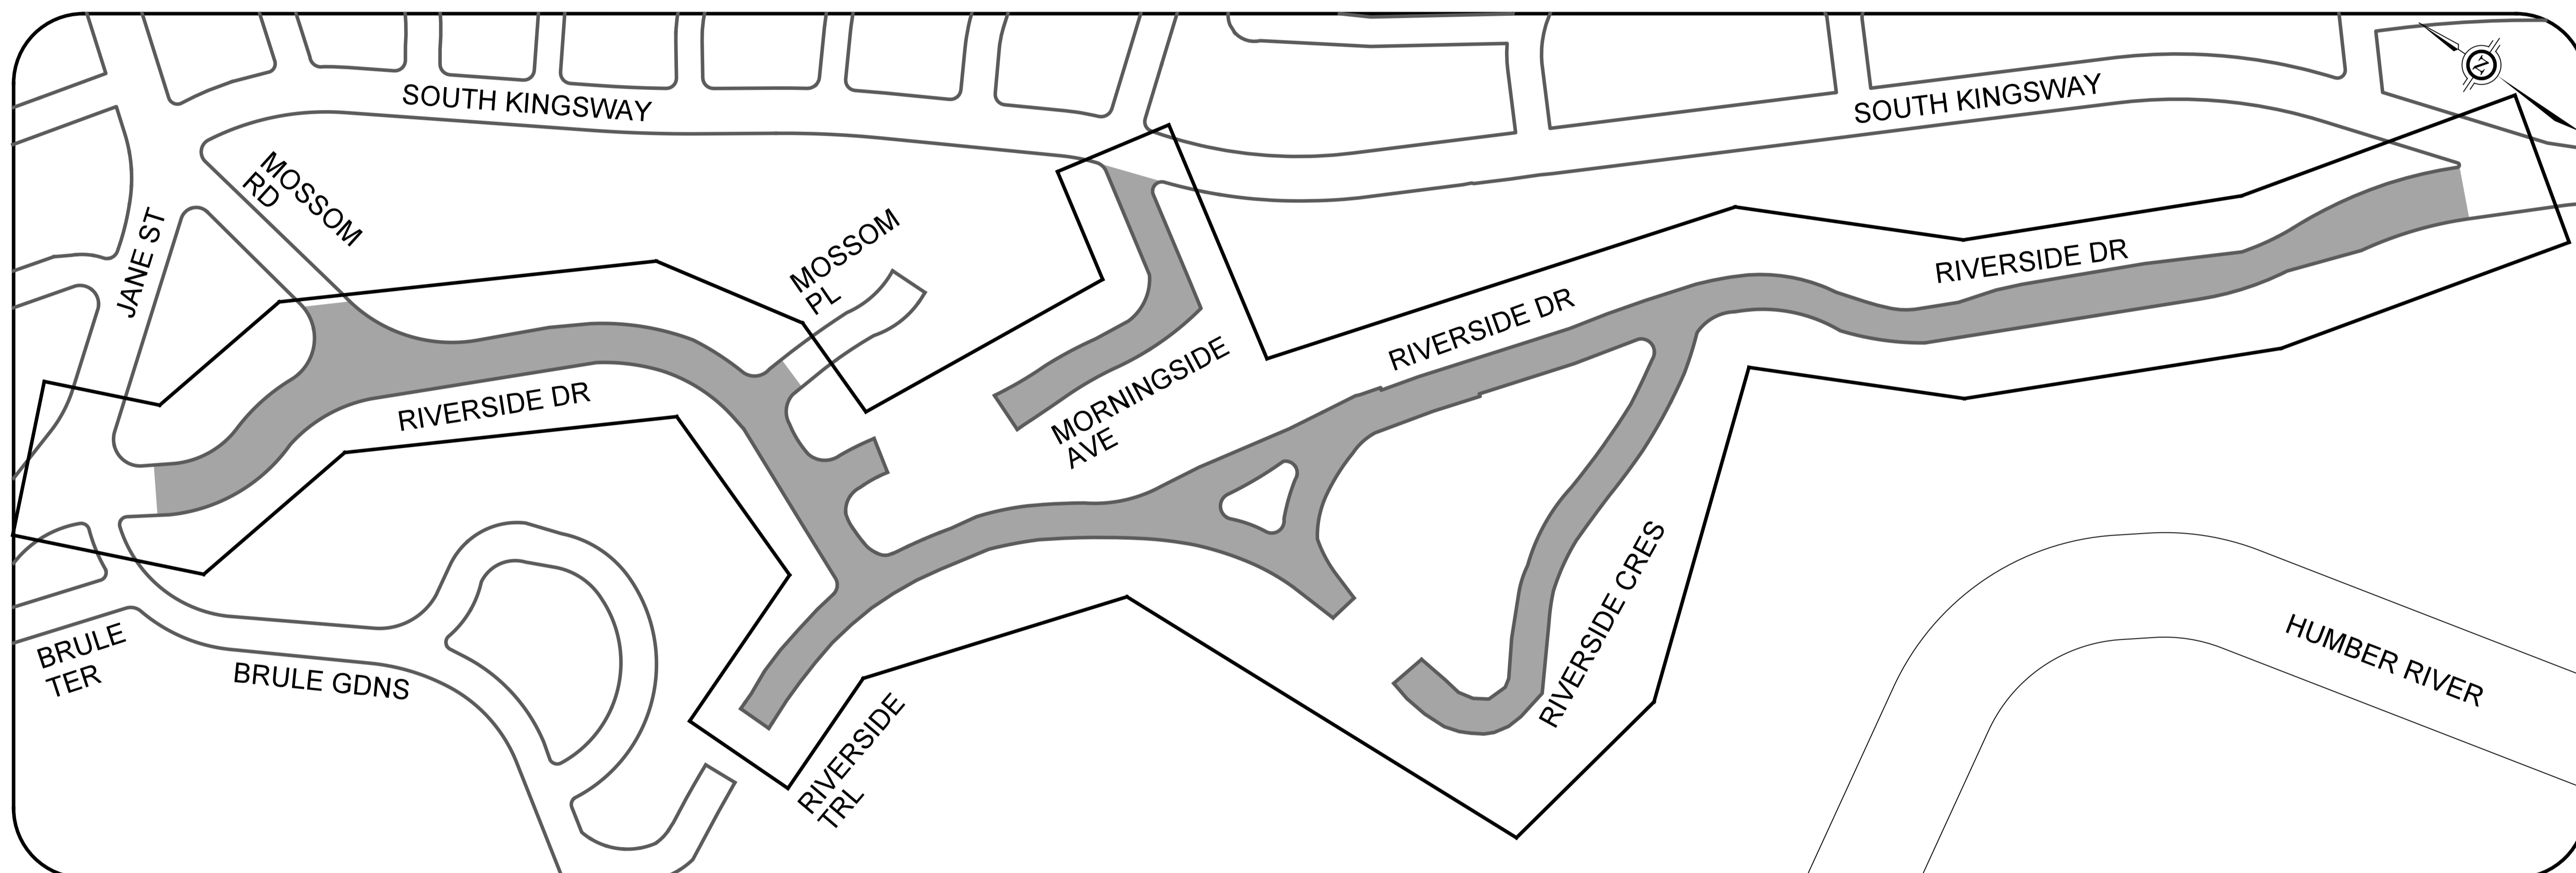 SOUTH KINGSWAY
SOUTH KINGSWAY
N
MOSSOM
RD
JANE ST
MOSSOM
PL
RIVERSIDE DR
RIVERSIDE DR
RIVERSIDE DR
MORNINGSIDE
AVE
RIVERSIDE CRES
HUMBER RIVER
BRULE
TER
BRULE GDNS
RIVERSIDE
TRL